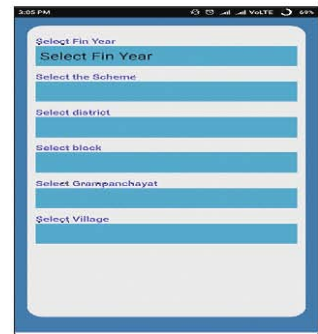 3:05 PM VoLTE 69%
Select Fin Year
Select Fin Year
Select the Scheme
Select district
Select block
Select Grampanchayat
Select Village